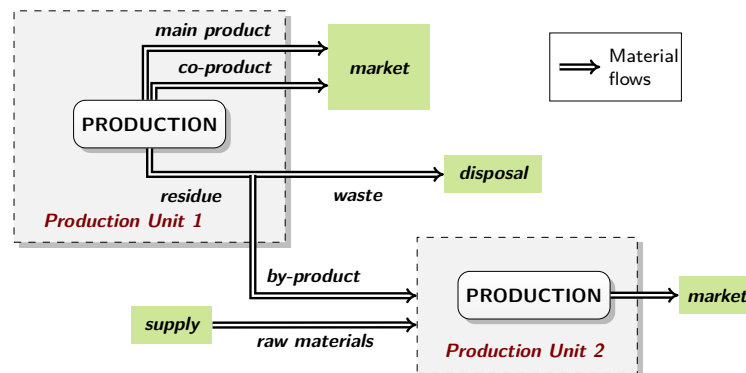 main product
co-product
market
Material
flows
PRODUCTION
residue
waste
disposal
Production Unit 1
by-product
PRODUCTION
market
supply
raw materials
Production Unit 2